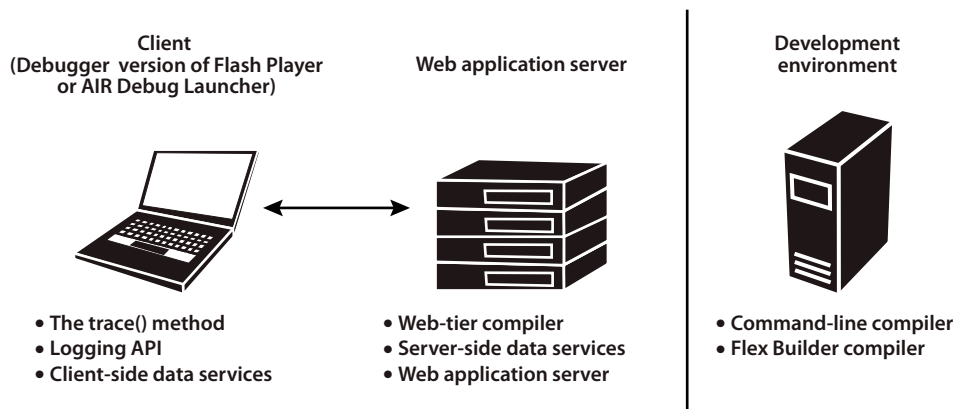 Client
(Debugger version of Flash Player
or AIR Debug Launcher)
• The trace() method
• Logging API
• Client-side data services
Web application server
• Web-tier compiler
• Server-side data services
• Web application server
Development
environment
• Command-line compiler
• Flex Builder compiler